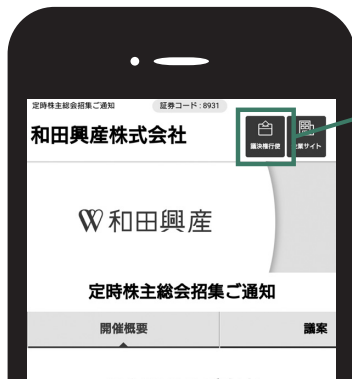 定時株主総会招集ご通知
証券コード:8931
和田興産株式会社
議決権行使
企業サイト
和田興産
定時株主総会招集ご通知
開催概要
議案